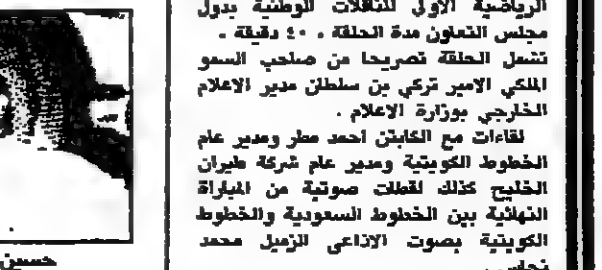 الرياضية الاولى للناقلات الوطنية بدول
مجلس التعاون مدة الحلقة ، ٤٠ دقيقة .
تشمل الحلقة تصريحا من صاحب السمو
الملكي الامير تركي بن سلطان مدير الاعلام
الخارجي بوزارة الاعلام .
لقاءات مع الكابتن احمد مطر ومدير عام
الخطوط الكويتية ومدير عام شركة طيران
الخليج كذلك لقطات صوتية من المباراة
النهائية بين الخطوط السعودية والخطوط
الكويتية بصوت الاذاعي الزميل محمد
حسين